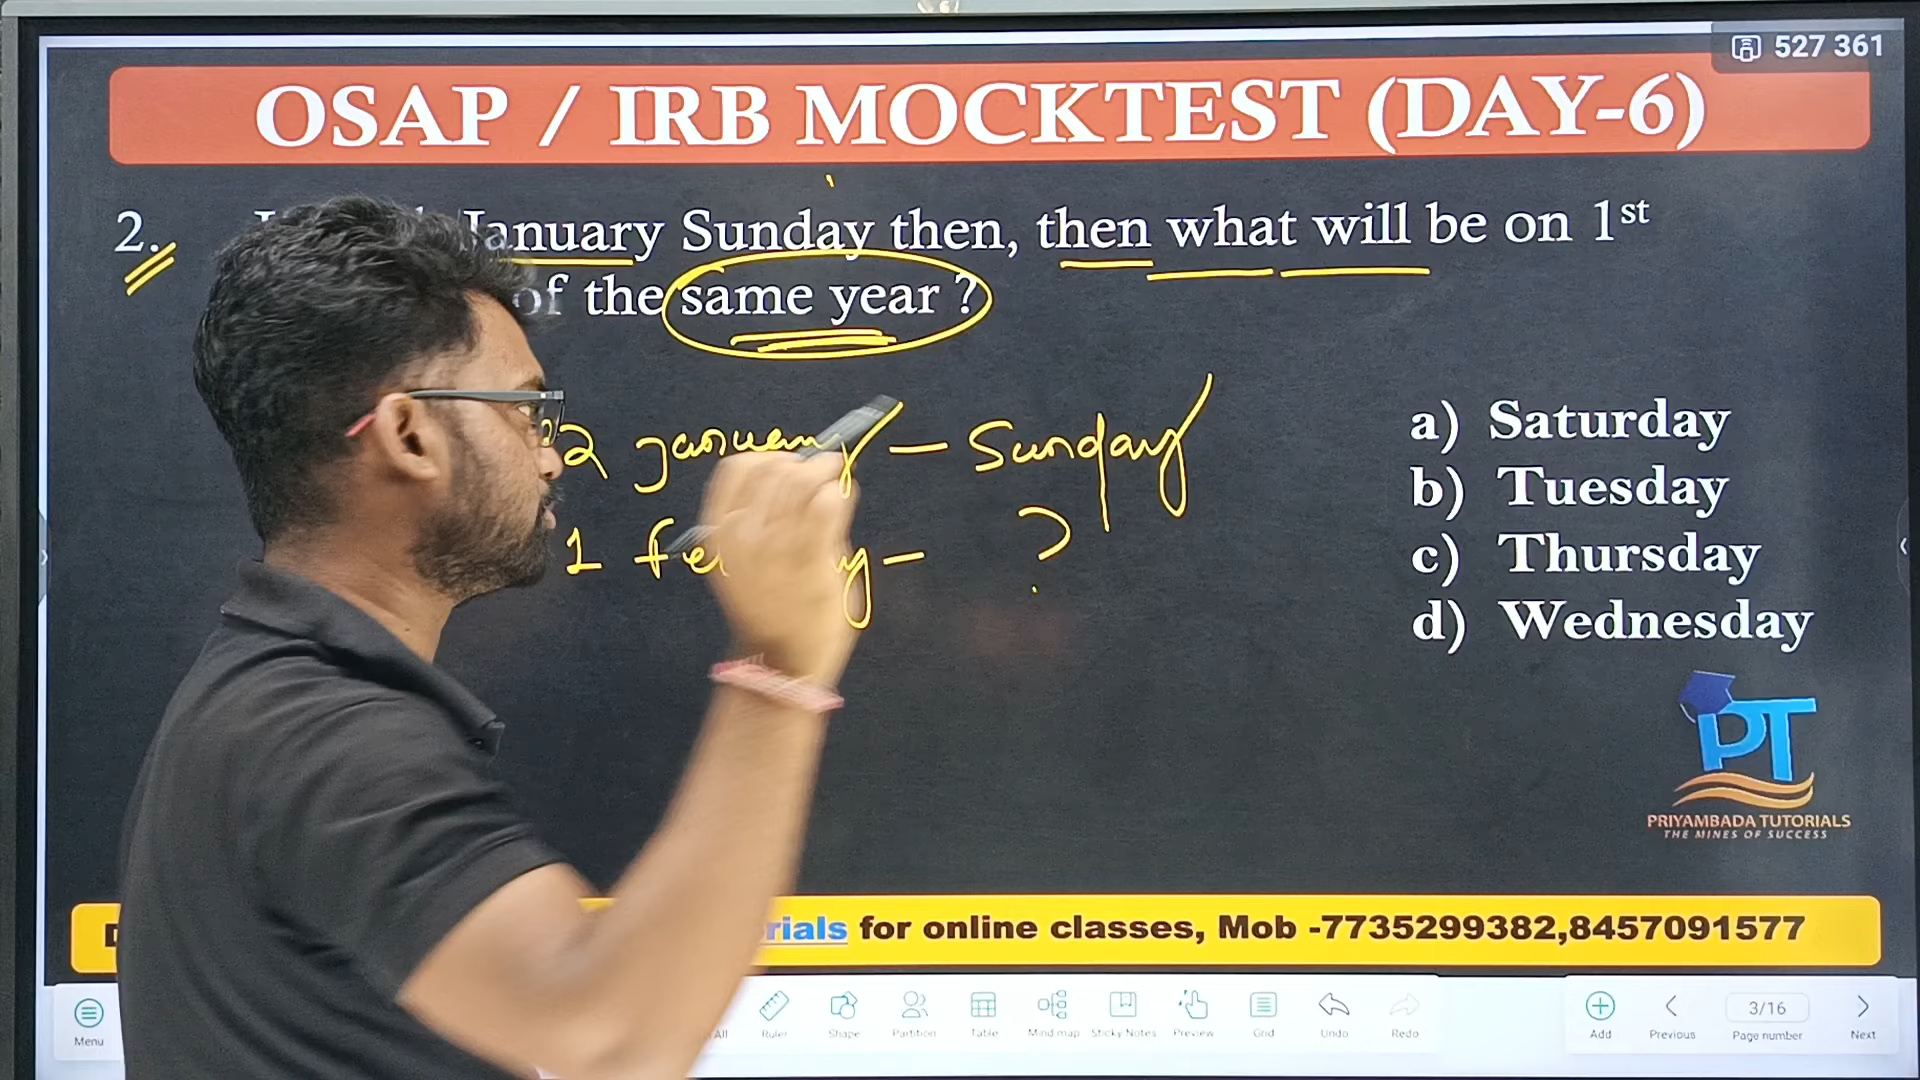 527 361
OSAP / IRB MOCKTEST (DAY-6)
2. January Sunday then, then what will be on 1st
of the same year ?
2 January – Sunday
1 – ?
a) Saturday
b) Tuesday
c) Thursday
d) Wednesday
PT
PRIYAMBADA TUTORIALS
THE MINES OF SUCCESS
rials for online classes, Mob -7735299382,8457091577
Menu All Ruler Shape Partition Table Mind map Sticky Notes Preview Grid Undo Redo Add Previous 3/16 Page number Next